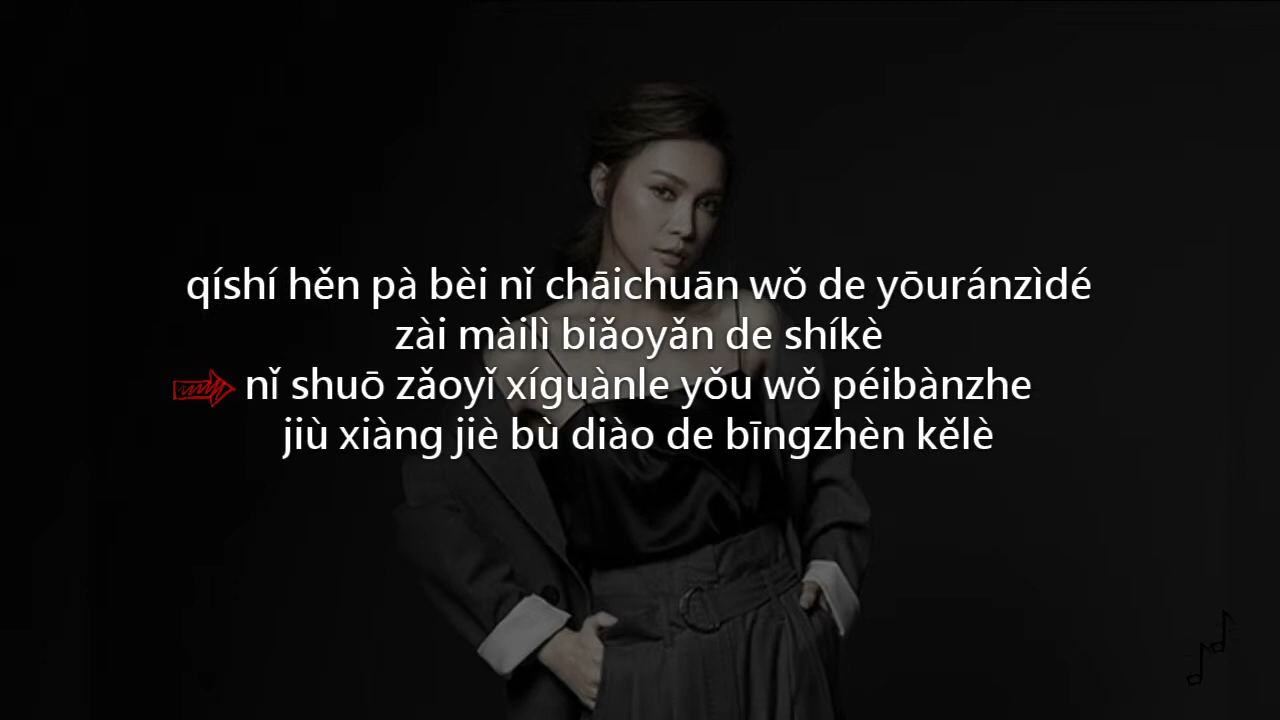 qíshí hěn pà bèi nǐ chāichuān wǒ de yōuránzìdé
zài màilì biǎoyǎn de shíkè
nǐ shuō zǎoyǐ xíguànle yǒu wǒ péibànzhe
jiù xiàng jiè bù diào de bīngzhèn kělè